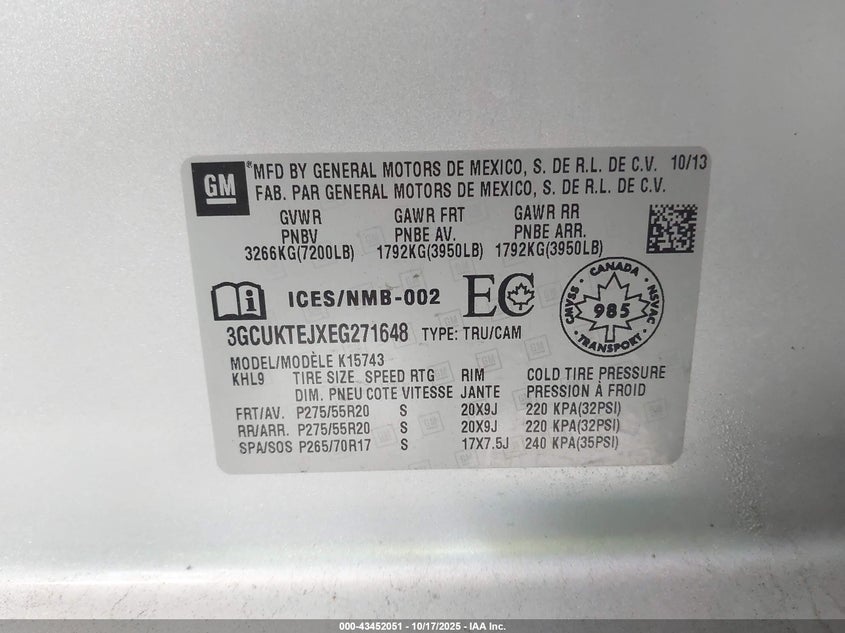 GM
®MFD BY GENERAL MOTORS DE MEXICO, S. DE R.L. DE C.V. 10/13
FAB. PAR GENERAL MOTORS DE MEXICO, S. DE R.L. DE C.V.
GVWR GAWR FRT GAWR RR
PNBV PNBE AV. PNBE ARR.
3266KG(7200LB) 1792KG(3950LB) 1792KG(3950LB)
ICES/NMB-002 EC
CANADA
CMVSS 985 NSVAC
TRANSPORT
3GCUKTEJXEG271648 TYPE: TRU/CAM
MODEL/MODÈLE K15743
KHL9 TIRE SIZE SPEED RTG RIM COLD TIRE PRESSURE
DIM. PNEU COTE VITESSE JANTE PRESSION À FROID
FRT/AV. P275/55R20 S 20X9J 220 KPA(32PSI)
RR/ARR. P275/55R20 S 20X9J 220 KPA(32PSI)
SPA/SOS P265/70R17 S 17X7.5J 240 KPA(35PSI)
000-43452051 - 10/17/2025 - IAA Inc.